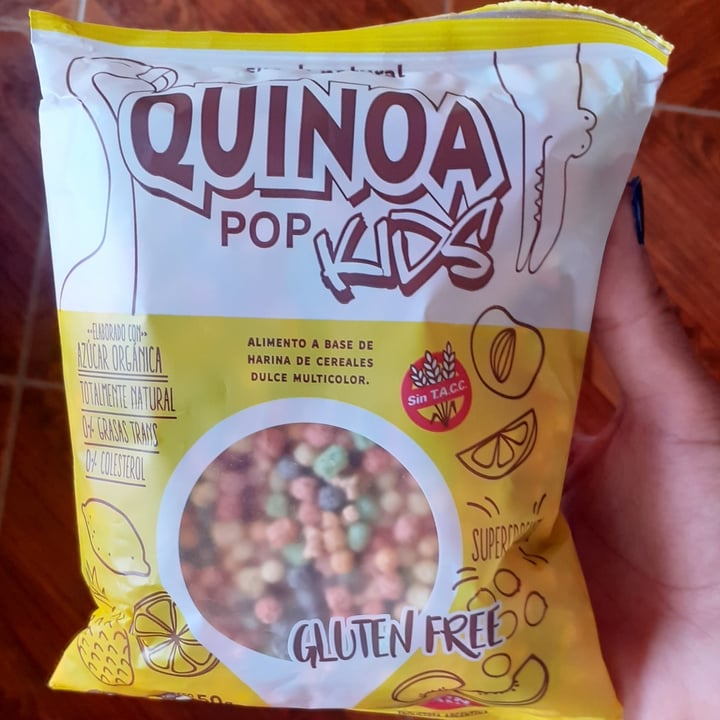 QUINOA
POP KIDS
ELABORADO CON
AZÚCAR ORGÁNICA
TOTALMENTE NATURAL
0% GRASAS TRANS
0% COLESTEROL
ALIMENTO A BASE DE
HARINA DE CEREALES
DULCE MULTICOLOR.
Sin T.A.C.C.
GLUTEN FREE